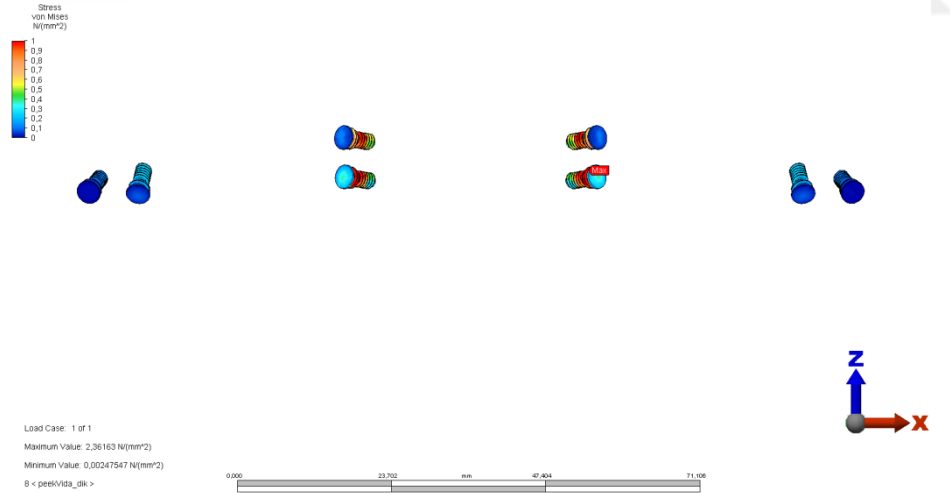 Stress
von Mises
N/(mm^2)
1
0,9
0,8
0,7
0,6
0,5
0,4
0,3
0,2
0,1
0
Max
Z
X
Load Case: 1 of 1
Maximum Value: 2,36163 N/(mm^2)
Minimum Value: 0,00247547 N/(mm^2)
8 < peekVida_dik >
0,000 23,702 mm 47,404 71,106